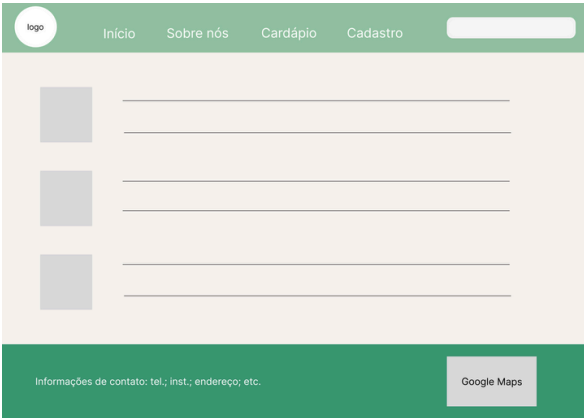 logo
Início
Sobre nós
Cardápio
Cadastro
Informações de contato: tel.; inst.; endereço; etc.
Google Maps